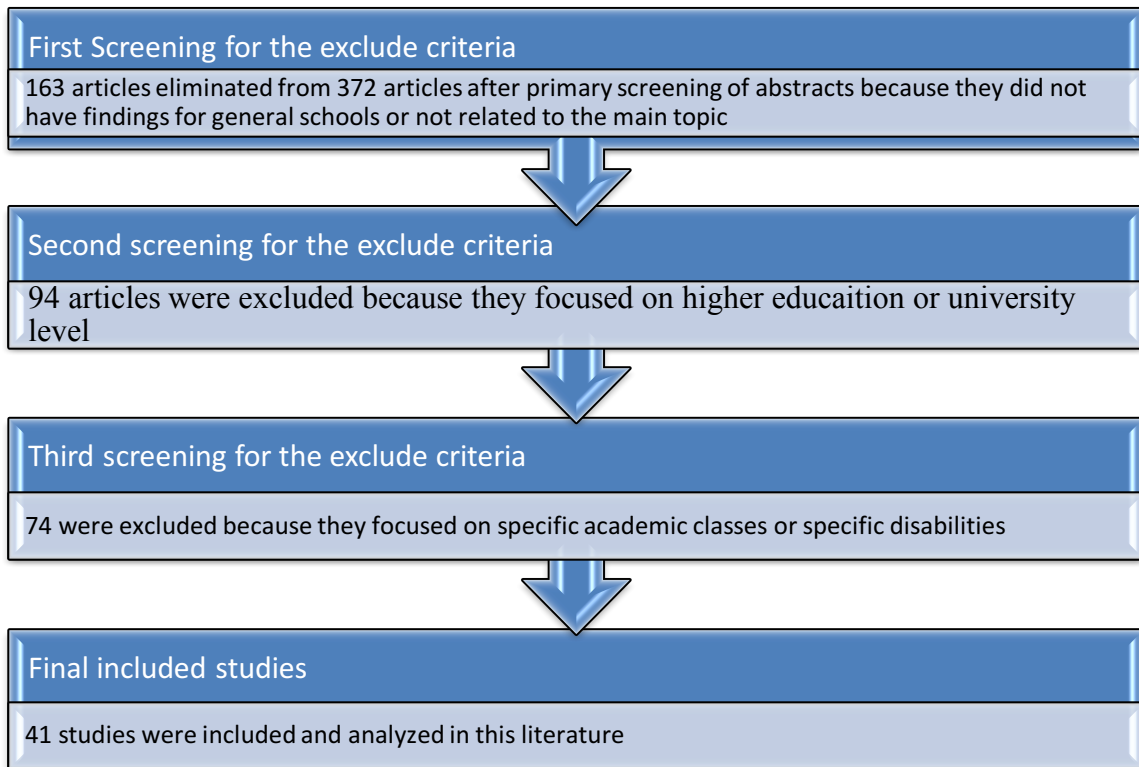 First Screening for the exclude criteria
163 articles eliminated from 372 articles after primary screening of abstracts because they did not
have findings for general schools or not related to the main topic
Second screening for the exclude criteria
94 articles were excluded because they focused on higher educaition or university
level
Third screening for the exclude criteria
74 were excluded because they focused on specific academic classes or specific disabilities
Final included studies
41 studies were included and analyzed in this literature